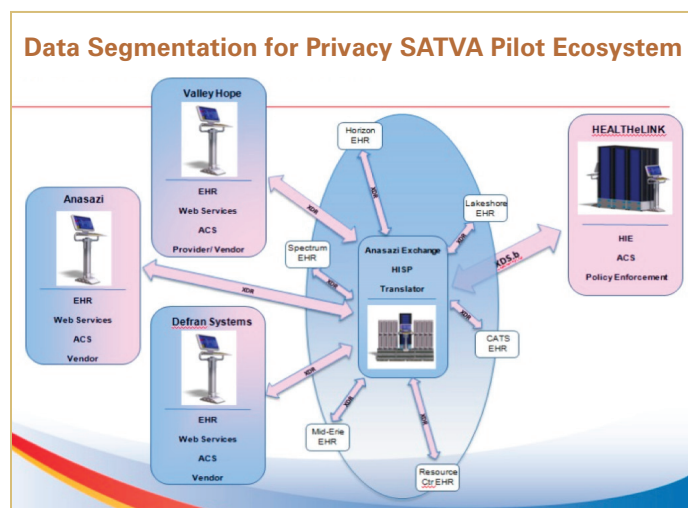 Data Segmentation for Privacy SATVA Pilot Ecosystem
Valley Hope
EHR
Web Services
ACS
Provider/ Vendor
Anasazi
EHR
Web Services
ACS
Vendor
Defran Systems
EHR
Web Services
ACS
Vendor
Horizon
EHR
Lakeshore
EHR
Spectrum
EHR
Anasazi Exchange
HISP
Translator
CATS
EHR
Mid-Erie
EHR
Resource
Ctr EHR
HEALTHeLINK
HIE
ACS
Policy Enforcement
XDR
XDR
XDR
XDR
XDR
XDR
XDR
XDR
XDR
XDS.b